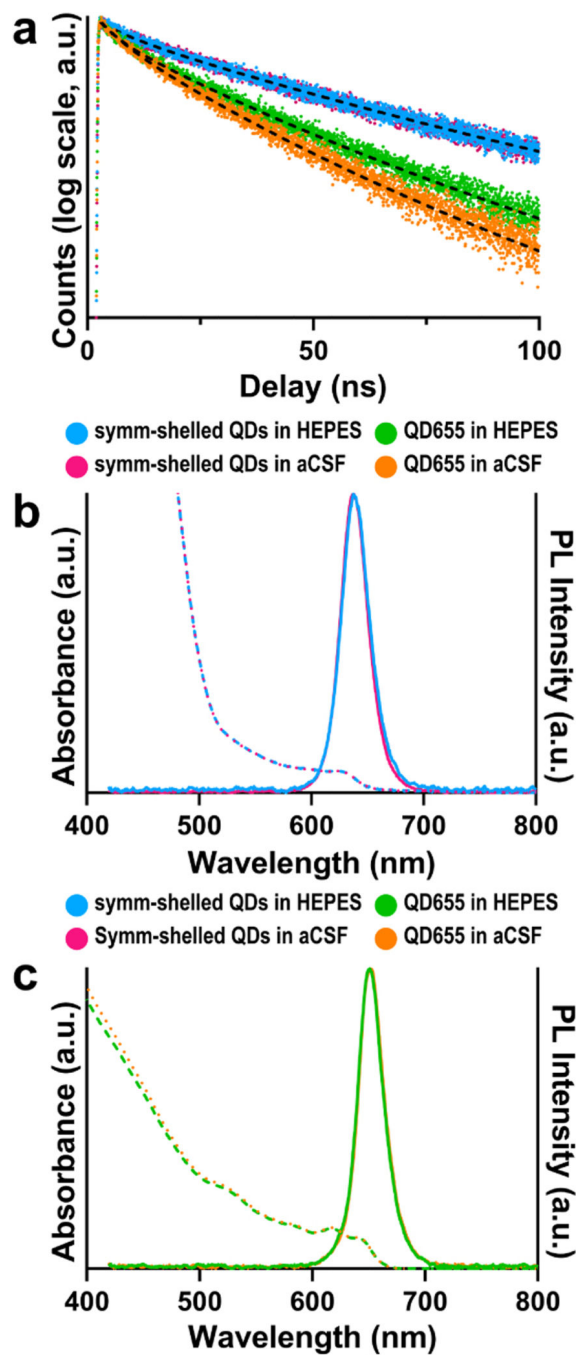 a
Counts (log scale, a.u.)
0 50 100
Delay (ns)
symm-shelled QDs in HEPES QD655 in HEPES
symm-shelled QDs in aCSF QD655 in aCSF
b
Absorbance (a.u.)
PL Intensity (a.u.)
400 500 600 700 800
Wavelength (nm)
symm-shelled QDs in HEPES QD655 in HEPES
Symm-shelled QDs in aCSF QD655 in aCSF
c
Absorbance (a.u.)
PL Intensity (a.u.)
400 500 600 700 800
Wavelength (nm)